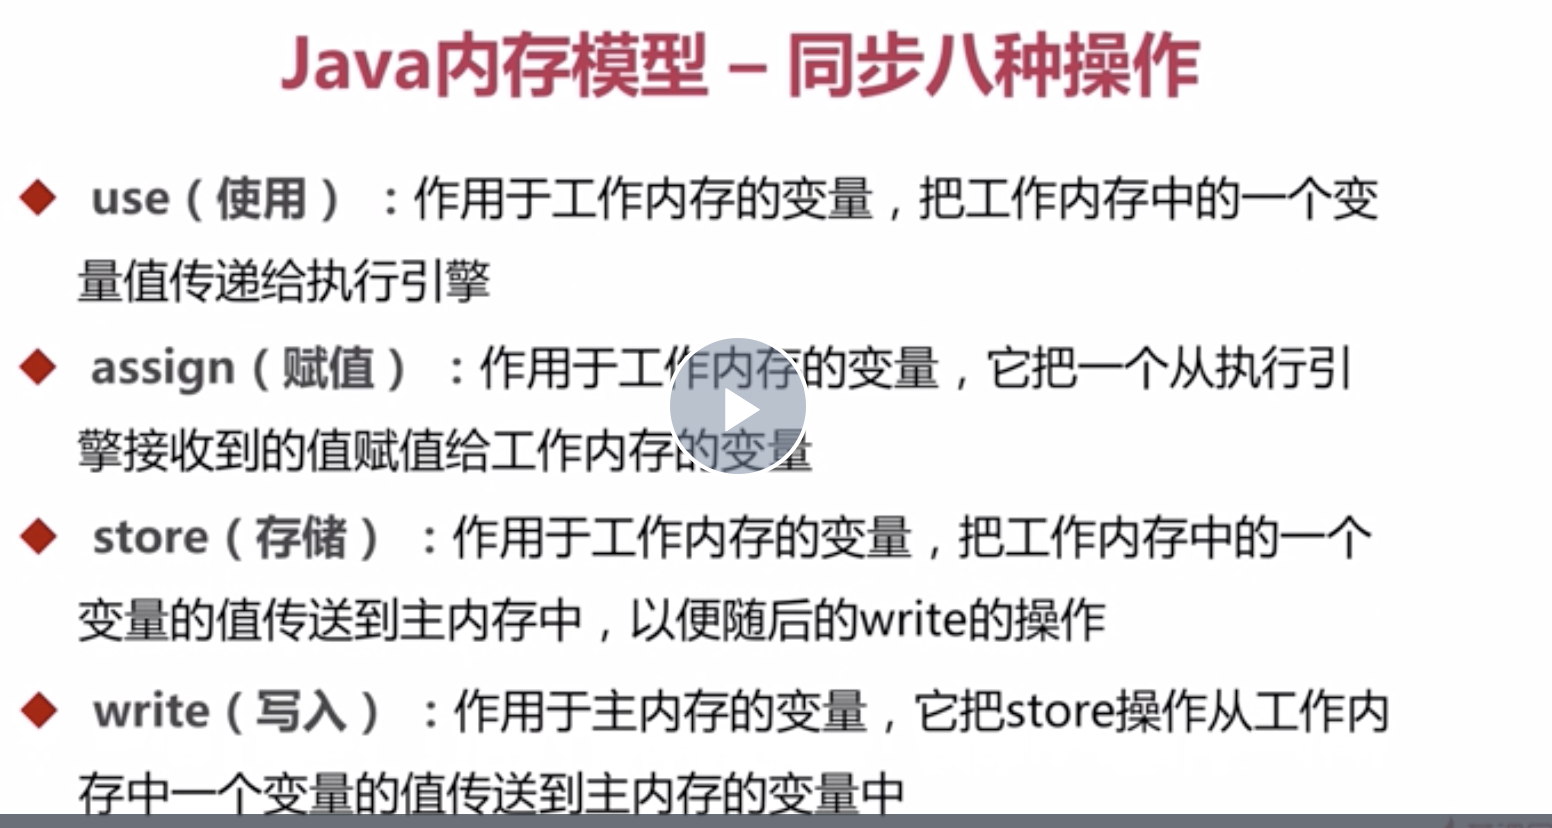 Java内存模型 – 同步八种操作
use（使用）：作用于工作内存的变量，把工作内存中的一个变
量值传递给执行引擎
assign（赋值）：作用于工作内存的变量，它把一个从执行引
擎接收到的值赋值给工作内存的变量
store（存储）：作用于工作内存的变量，把工作内存中的一个
变量的值传送到主内存中，以便随后的write的操作
write（写入）：作用于主内存的变量，它把store操作从工作内
存中一个变量的值传送到主内存的变量中